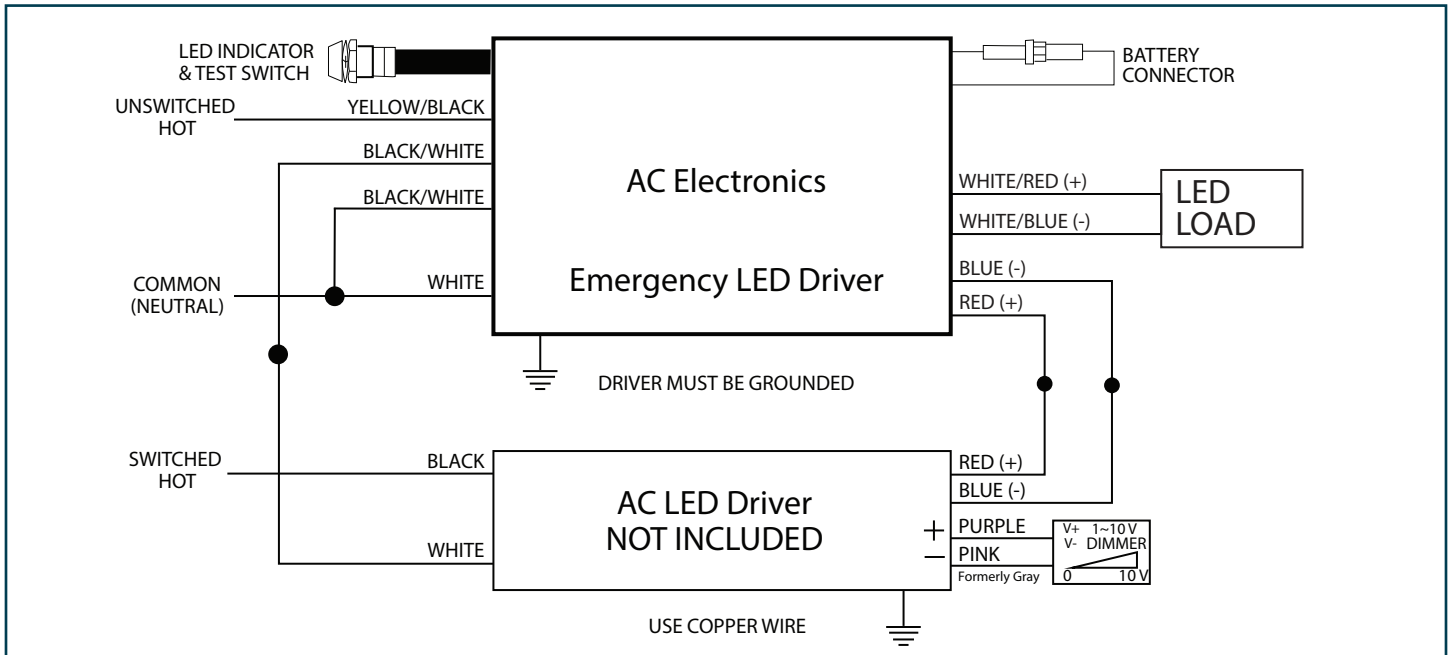 LED INDICATOR
& TEST SWITCH
BATTERY
CONNECTOR
UNSWITCHED
HOT
YELLOW/BLACK
BLACK/WHITE
BLACK/WHITE
AC Electronics
WHITE/RED (+)
WHITE/BLUE (-)
LED
LOAD
COMMON
(NEUTRAL)
WHITE
Emergency LED Driver
BLUE (-)
RED (+)
DRIVER MUST BE GROUNDED
SWITCHED
HOT
BLACK
AC LED Driver
NOT INCLUDED
RED (+)
BLUE (-)
WHITE
+ PURPLE
− PINK
Formerly Gray
V+ 1~10 V
V- DIMMER
0 10 V
USE COPPER WIRE